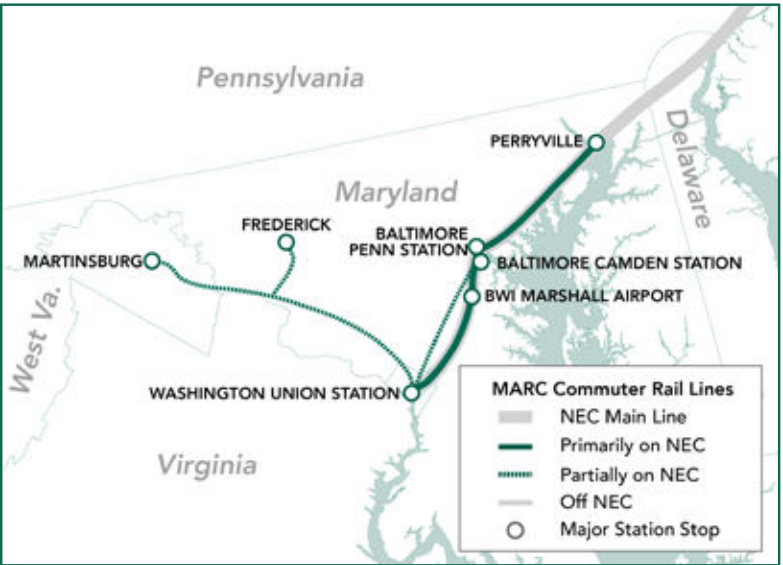 Pennsylvania
PERRYVILLE
Delaware
Maryland
FREDERICK
BALTIMORE
PENN STATION
MARTINSBURG
BALTIMORE CAMDEN STATION
West Va.
BWI MARSHALL AIRPORT
WASHINGTON UNION STATION
Virginia
MARC Commuter Rail Lines
NEC Main Line
Primarily on NEC
Partially on NEC
Off NEC
Major Station Stop